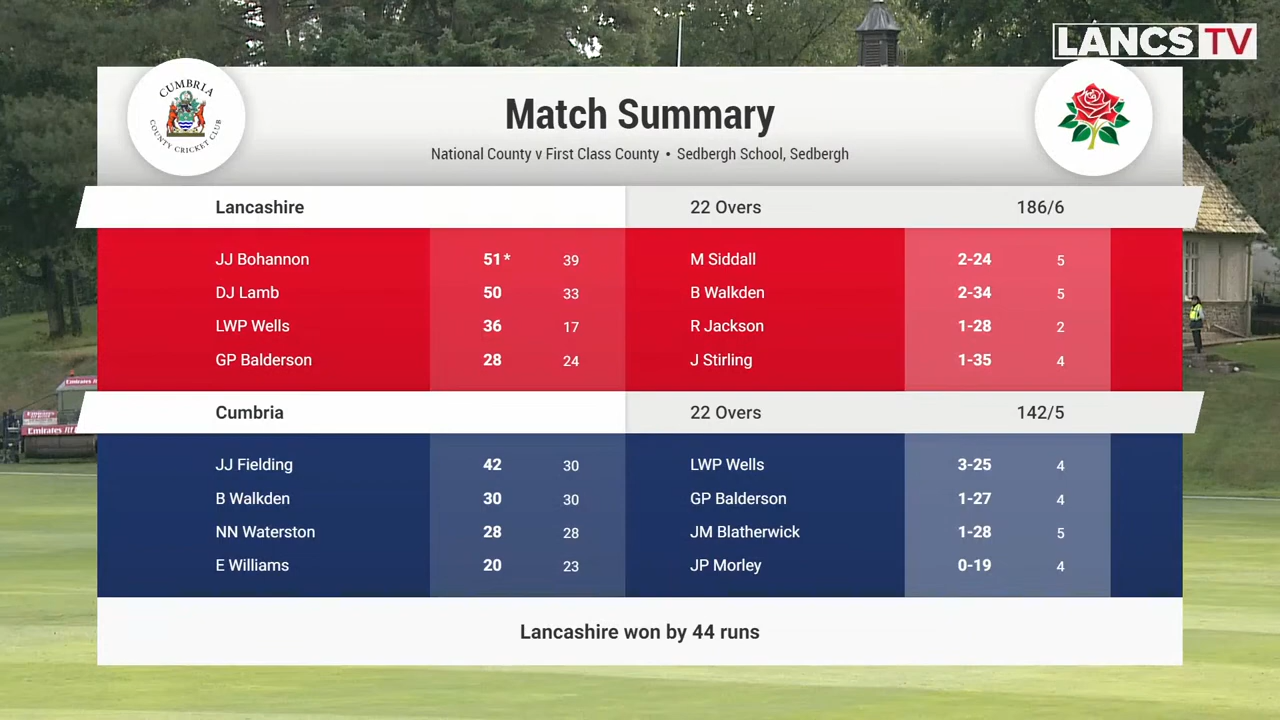 LANCS TV
CUMBRIA
COUNTY CRICKET CLUB
Match Summary
National County v First Class County • Sedbergh School, Sedbergh
Lancashire 22 Overs 186/6
JJ Bohannon 51* 39 M Siddall 2-24 5
DJ Lamb 50 33 B Walkden 2-34 5
LWP Wells 36 17 R Jackson 1-28 2
GP Balderson 28 24 J Stirling 1-35 4
Emirates
Cumbria 22 Overs 142/5
Emirates
JJ Fielding 42 30 LWP Wells 3-25 4
B Walkden 30 30 GP Balderson 1-27 4
NN Waterston 28 28 JM Blatherwick 1-28 5
E Williams 20 23 JP Morley 0-19 4
Lancashire won by 44 runs